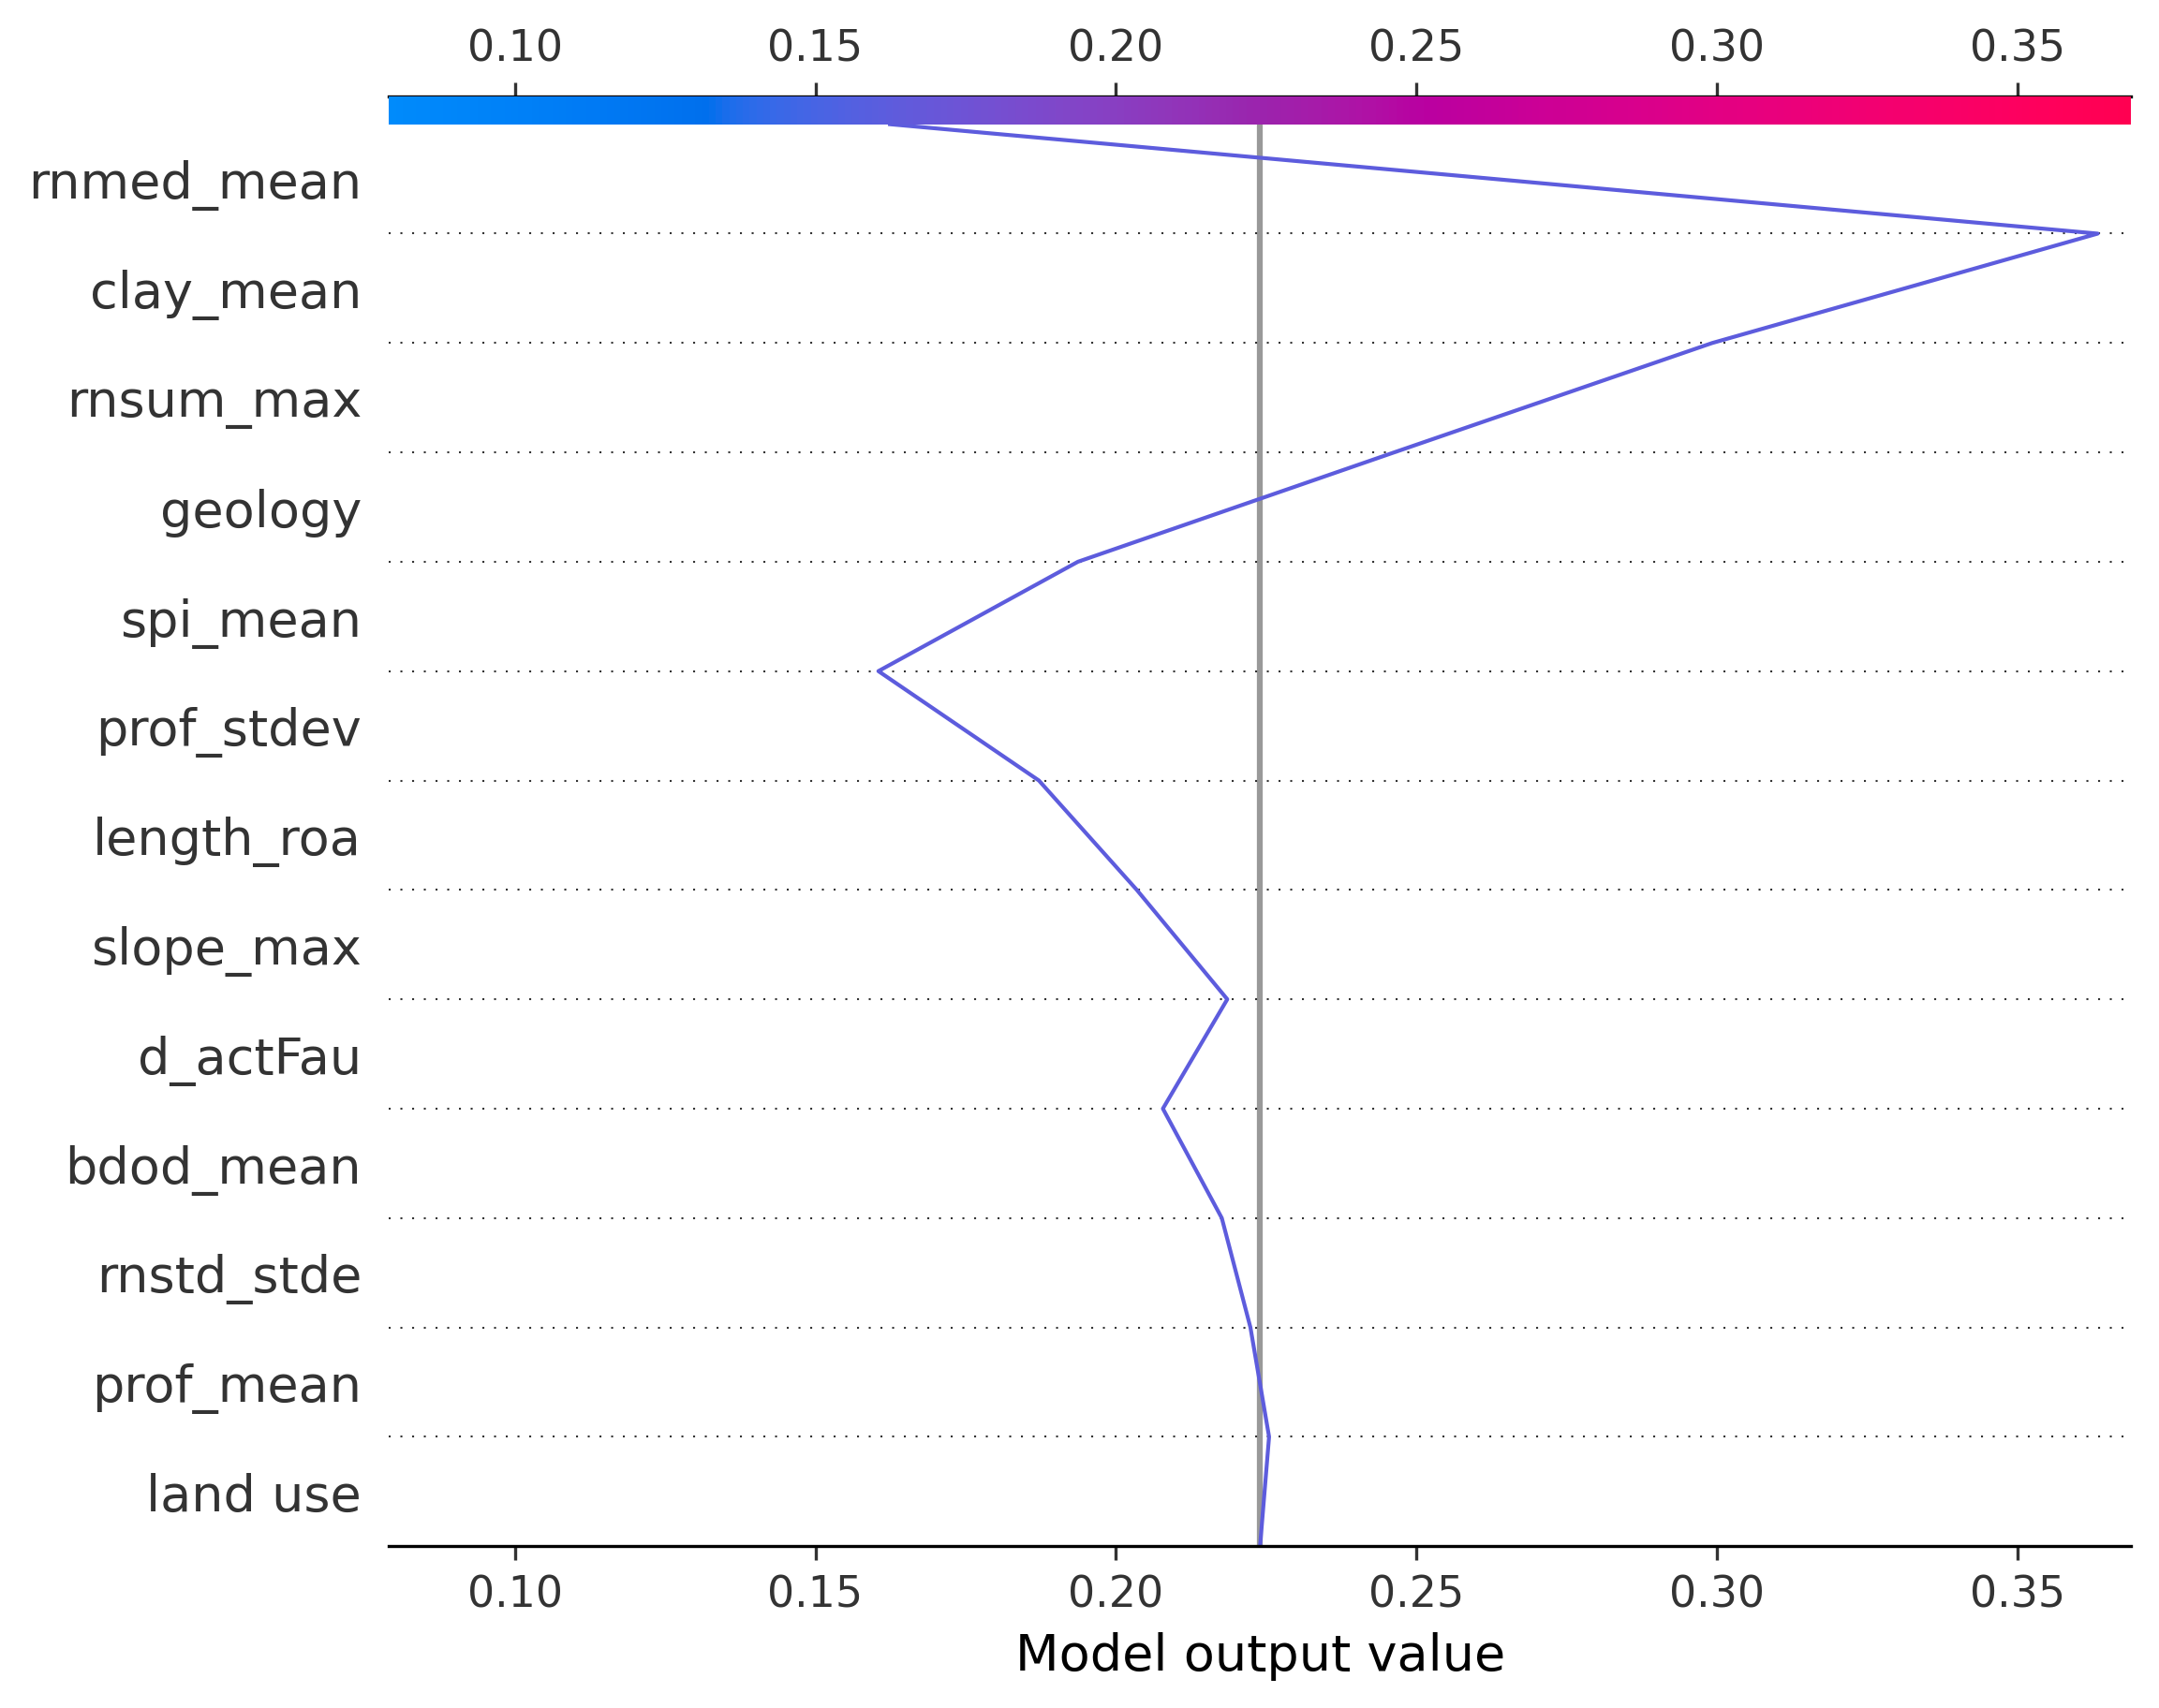 0.10 0.15 0.20 0.25 0.30 0.35
rnmed_mean
clay_mean
rnsum_max
geology
spi_mean
prof_stdev
length_roa
slope_max
d_actFau
bdod_mean
rnstd_stde
prof_mean
land use
0.10 0.15 0.20 0.25 0.30 0.35
Model output value